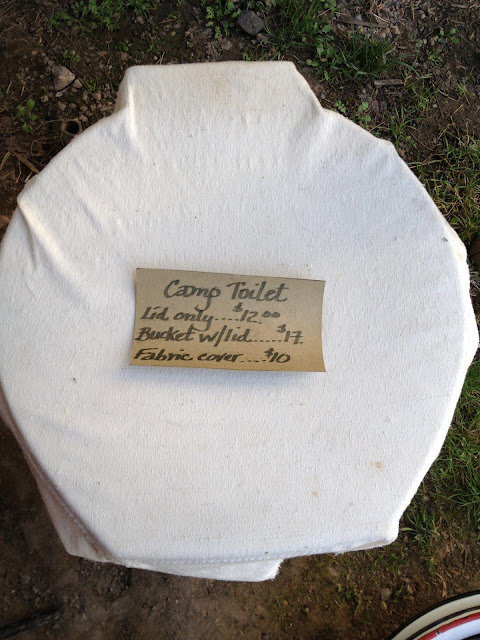 Camp Toilet
Lid only.....$12.00
Bucket w/lid.....$17.
Fabric cover....$10